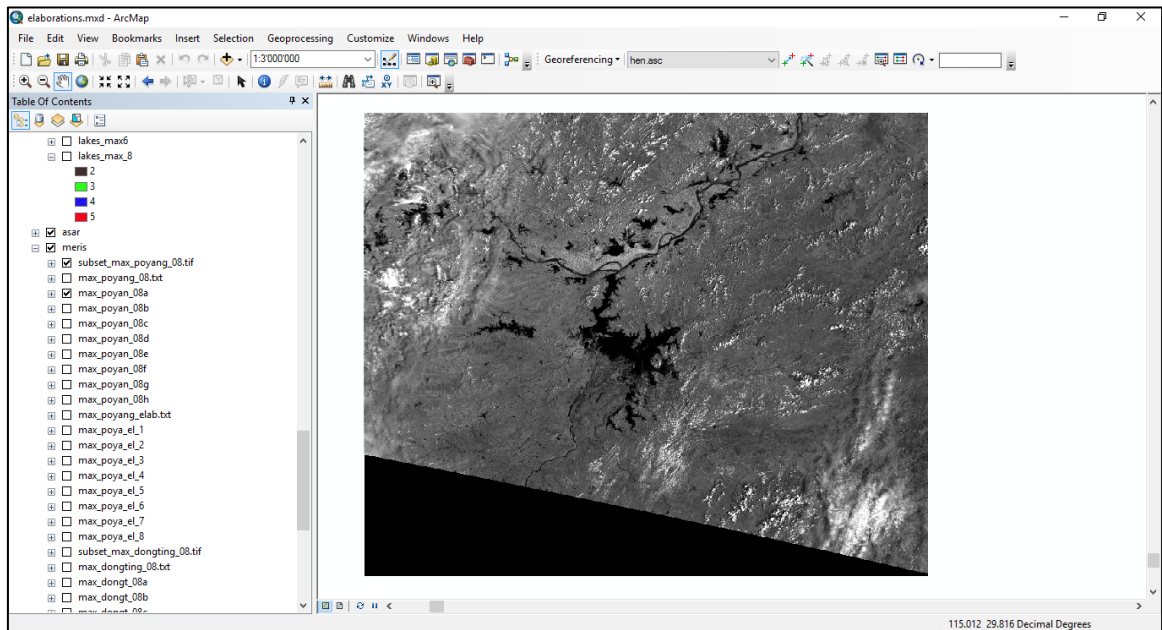 elaborations.mxd - ArcMap
File Edit View Bookmarks Insert Selection Geoprocessing Customize Windows Help
1:3'000'000 Georeferencing hen.asc
Table Of Contents
lakes_max6
lakes_max_8
2
3
4
5
asar
meris
subset_max_poyang_08.tif
max_poyang_08.txt
max_poyan_08a
max_poyan_08b
max_poyan_08c
max_poyan_08d
max_poyan_08e
max_poyan_08f
max_poyan_08g
max_poyan_08h
max_poyang_elab.txt
max_poya_el_1
max_poya_el_2
max_poya_el_3
max_poya_el_4
max_poya_el_5
max_poya_el_6
max_poya_el_7
max_poya_el_8
subset_max_dongting_08.tif
max_dongting_08.txt
max_dongt_08a
max_dongt_08b
max_dongt_08c
115.012 29.816 Decimal Degrees